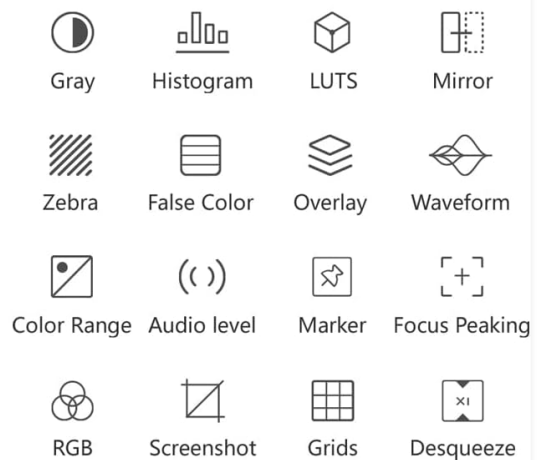 Gray
Histogram
LUTS
Mirror
Zebra
False Color
Overlay
Waveform
Color Range
Audio level
Marker
Focus Peaking
RGB
Screenshot
Grids
XI
Desqueeze